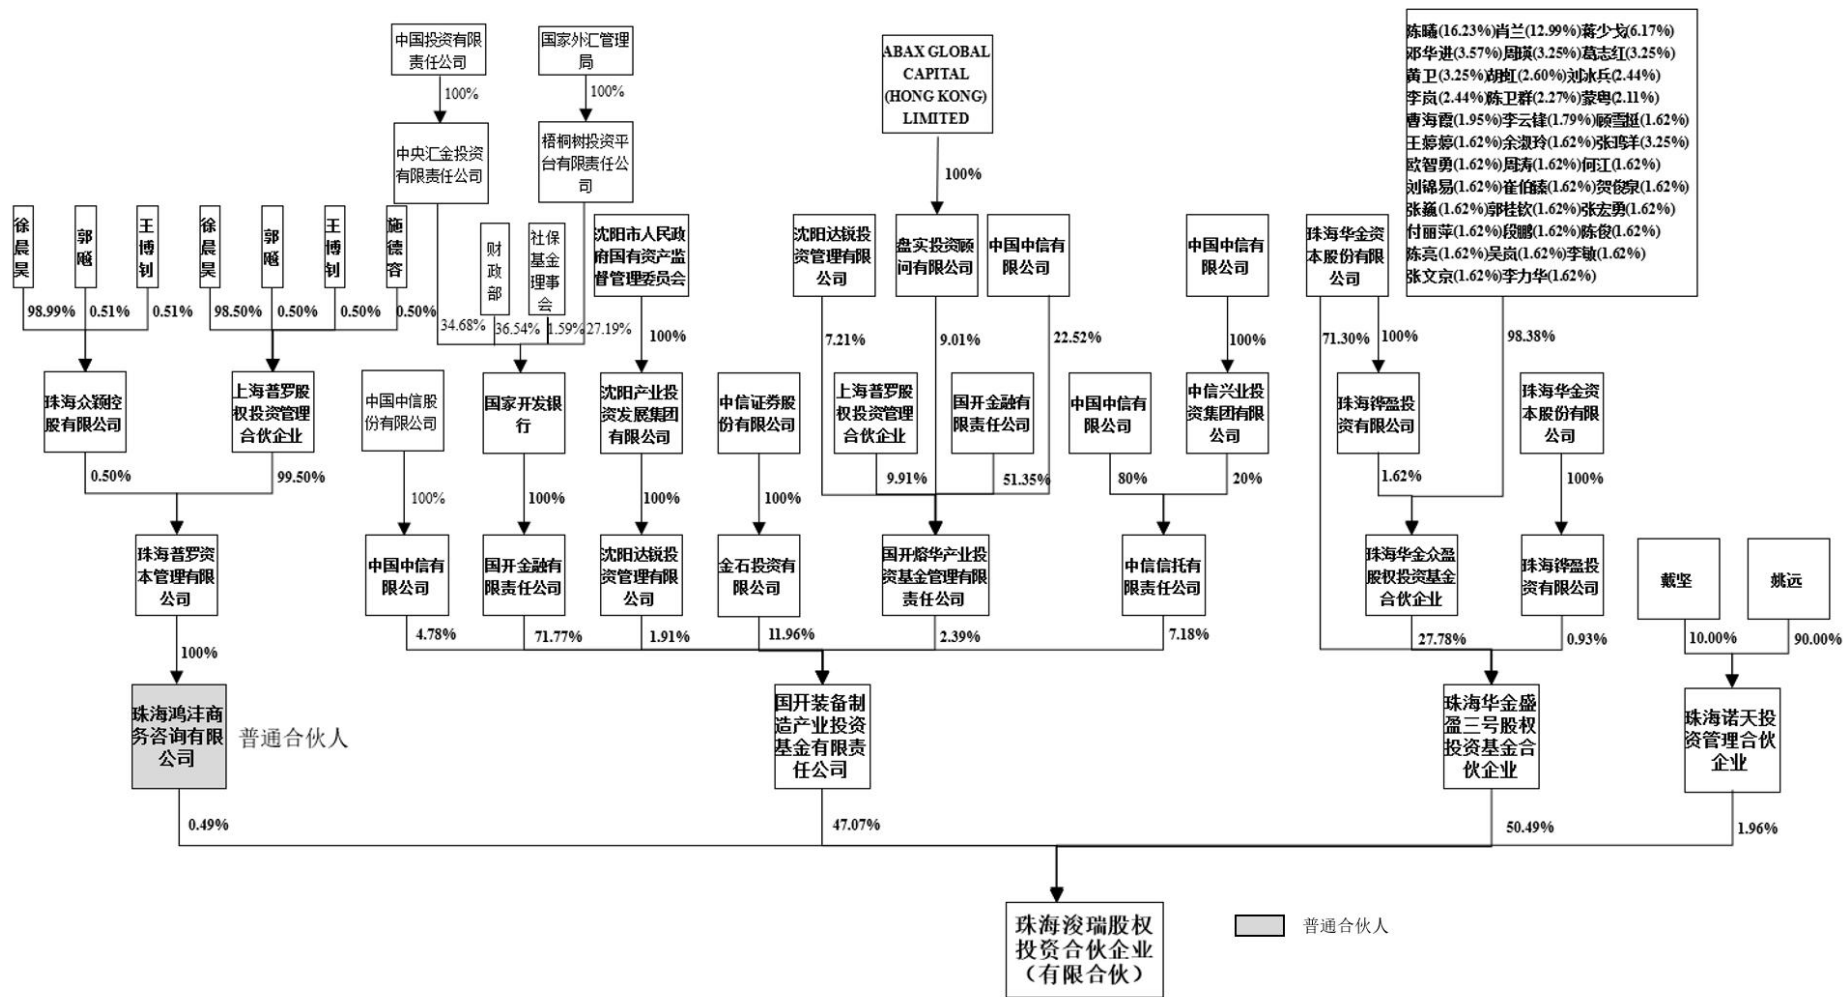 中国投资有限
责任公司
国家外汇管理
局
ABAX GLOBAL
CAPITAL
(HONG KONG)
LIMITED
陈曦(16.23%)肖兰(12.99%)蒋少戈(6.17%)
邓华进(3.57%)周瑛(3.25%)葛志红(3.25%)
黄卫(3.25%)胡虹(2.60%)刘冰兵(2.44%)
李岚(2.44%)陈卫群(2.27%)蒙粤(2.11%)
曹海霞(1.95%)李云锋(1.79%)顾雪挺(1.62%)
王婷婷(1.62%)余淑玲(1.62%)张鸿洋(3.25%)
欧智勇(1.62%)周涛(1.62%)何江(1.62%)
刘锦易(1.62%)崔伯臻(1.62%)贺俊泉(1.62%)
张巍(1.62%)郭桂钦(1.62%)张宏勇(1.62%)
付丽萍(1.62%)段鹏(1.62%)陈俊(1.62%)
陈亮(1.62%)吴岚(1.62%)李敏(1.62%)
张文京(1.62%)李力华(1.62%)
100%
100%
中央汇金投资
有限责任公司
梧桐树投资平
台有限责任公
司
100%
徐晨昊
郭飚
王博钊
徐晨昊
郭飚
王博钊
施德容
财政部
社保
基金
理事
会
沈阳市人民政
府国有资产监
督管理委员会
沈阳达锐投
资管理有限
公司
盘实投资顾
问有限公司
中国中信有
限公司
中国中信有
限公司
珠海华金资
本股份有限
公司
98.99%
0.51%
0.51%
98.50%
0.50%
0.50%
0.50%
34.68%
36.54%
1.59%
27.19%
100%
7.21%
9.01%
22.52%
100%
71.30%
100%
98.38%
珠海众颖控
股有限公司
上海普罗股
权投资管理
合伙企业
中国中信股
份有限公司
国家开发银
行
沈阳产业投
资发展集团
有限公司
中信证券股
份有限公司
上海普罗股
权投资管理
合伙企业
国开金融有
限责任公司
中国中信有
限公司
中信兴业投
资集团有限
公司
珠海铧盈投
资有限公司
珠海华金资
本股份有限
公司
0.50%
99.50%
100%
100%
100%
100%
9.91%
51.35%
80%
20%
1.62%
100%
珠海普罗资
本管理有限
公司
中国中信有
限公司
国开金融有
限责任公司
沈阳达锐投
资管理有限
公司
金石投资有
限公司
国开熔华产业投
资基金管理有限
责任公司
中信信托有
限责任公司
珠海华金众盈
股权投资基金
合伙企业
珠海铧盈投
资有限公司
戴坚
姚远
100%
4.78%
71.77%
1.91%
11.96%
2.39%
7.18%
27.78%
0.93%
10.00%
90.00%
珠海鸿沣商
务咨询有限
公司
普通合伙人
国开装备制
造产业投资
基金有限责
任公司
珠海华金盛
盈三号股权
投资基金合
伙企业
珠海诺天投
资管理合伙
企业
0.49%
47.07%
50.49%
1.96%
珠海浚瑞股权
投资合伙企业
（有限合伙）
普通合伙人